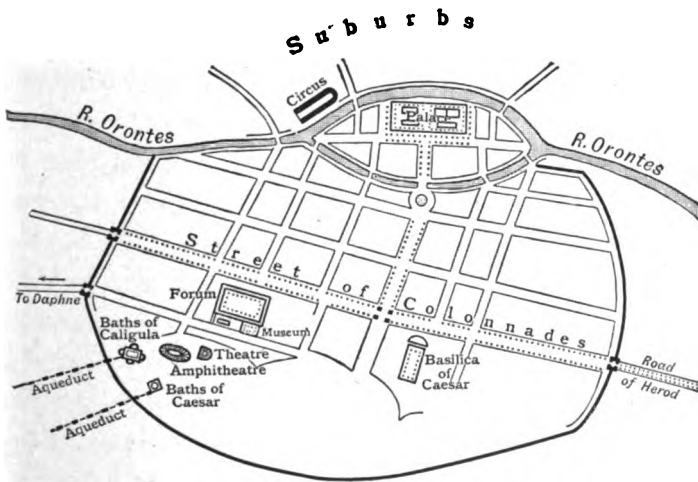 Suburbs
Circus
Palace
R. Orontes
R. Orontes
Street of Colonnades
To Daphne
Forum
Museum
Baths of
Caligula
Theatre
Amphitheatre
Basilica
of
Caesar
Road
of Herod
Aqueduct
Baths of
Caesar
Aqueduct